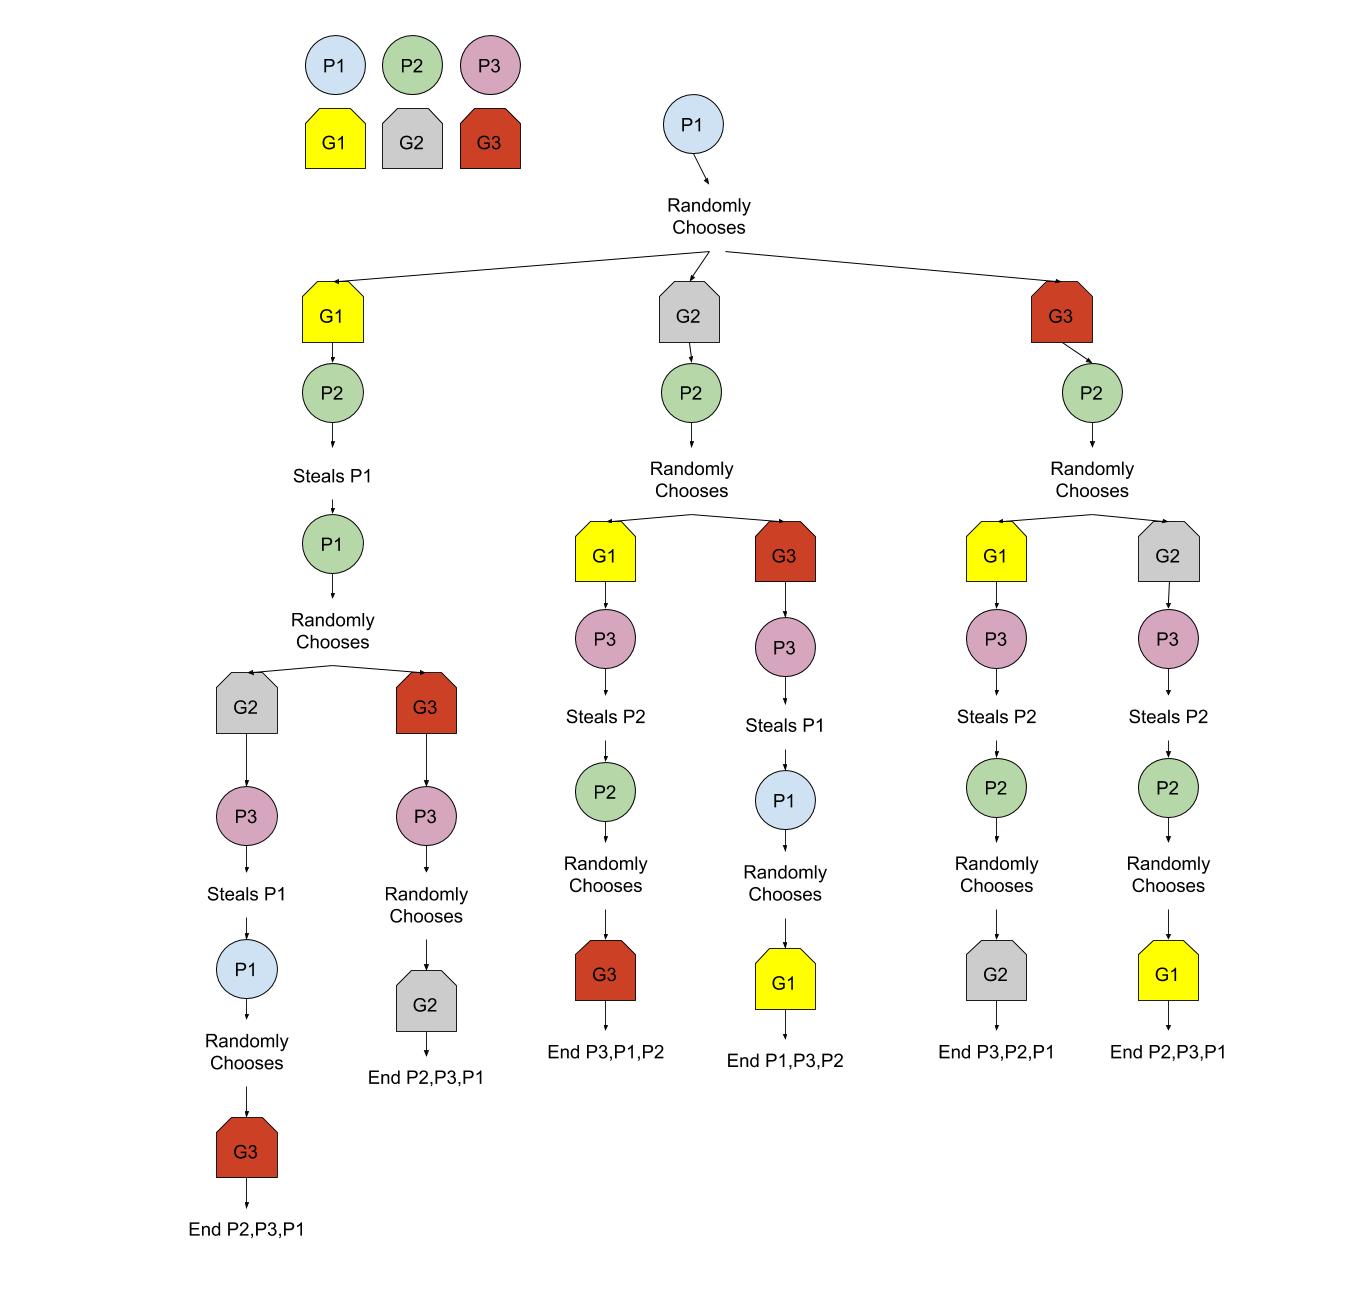 P1 P2 P3
G1 G2 G3
P1
Randomly
Chooses
G1 G2 G3
P2 P2 P2
Steals P1
Randomly
Chooses
Randomly
Chooses
P1
G1 G3 G1 G2
Randomly
Chooses
P3 P3 P3 P3
G2 G3
Steals P2
Steals P1
Steals P2
Steals P2
P3 P3
P2 P1 P2 P2
Steals P1
Randomly
Chooses
Randomly
Chooses
Randomly
Chooses
Randomly
Chooses
Randomly
Chooses
P1
G2
G3 G1 G2 G1
Randomly
Chooses
End P2,P3,P1
End P3,P1,P2
End P1,P3,P2
End P3,P2,P1
End P2,P3,P1
G3
End P2,P3,P1